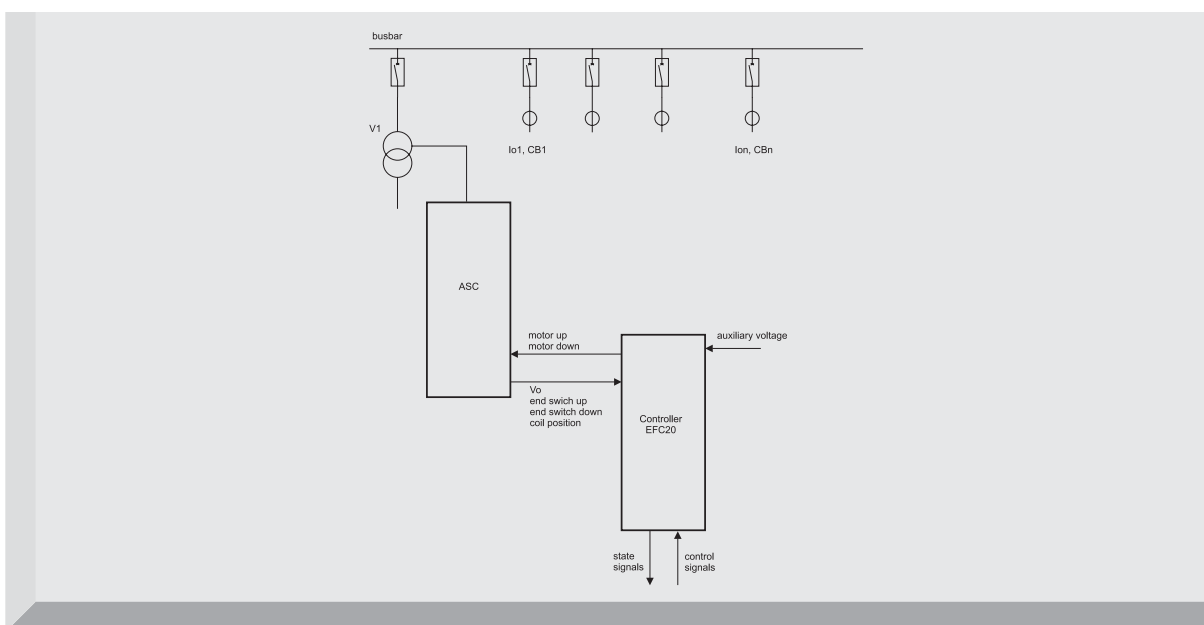 busbar
V1
Io1, CB1
Ion, CBn
ASC
motor up
motor down
auxiliary voltage
Vo
end swich up
end switch down
coil position
Controller
EFC20
state
signals
control
signals